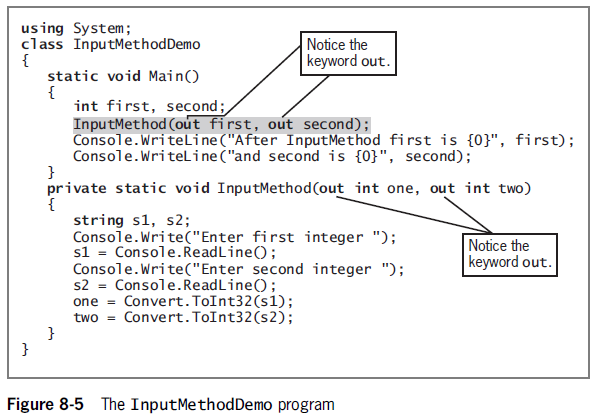 using System;
class InputMethodDemo
{
static void Main()
{
int first, second;
InputMethod(out first, out second);
Console.WriteLine("After InputMethod first is {0}", first);
Console.WriteLine("and second is {0}", second);
}
private static void InputMethod(out int one, out int two)
{
string s1, s2;
Console.Write("Enter first integer ");
s1 = Console.ReadLine();
Console.Write("Enter second integer ");
s2 = Console.ReadLine();
one = Convert.ToInt32(s1);
two = Convert.ToInt32(s2);
}
}
Notice the
keyword out.
Notice the
keyword out.
Figure 8-5 The InputMethodDemo program